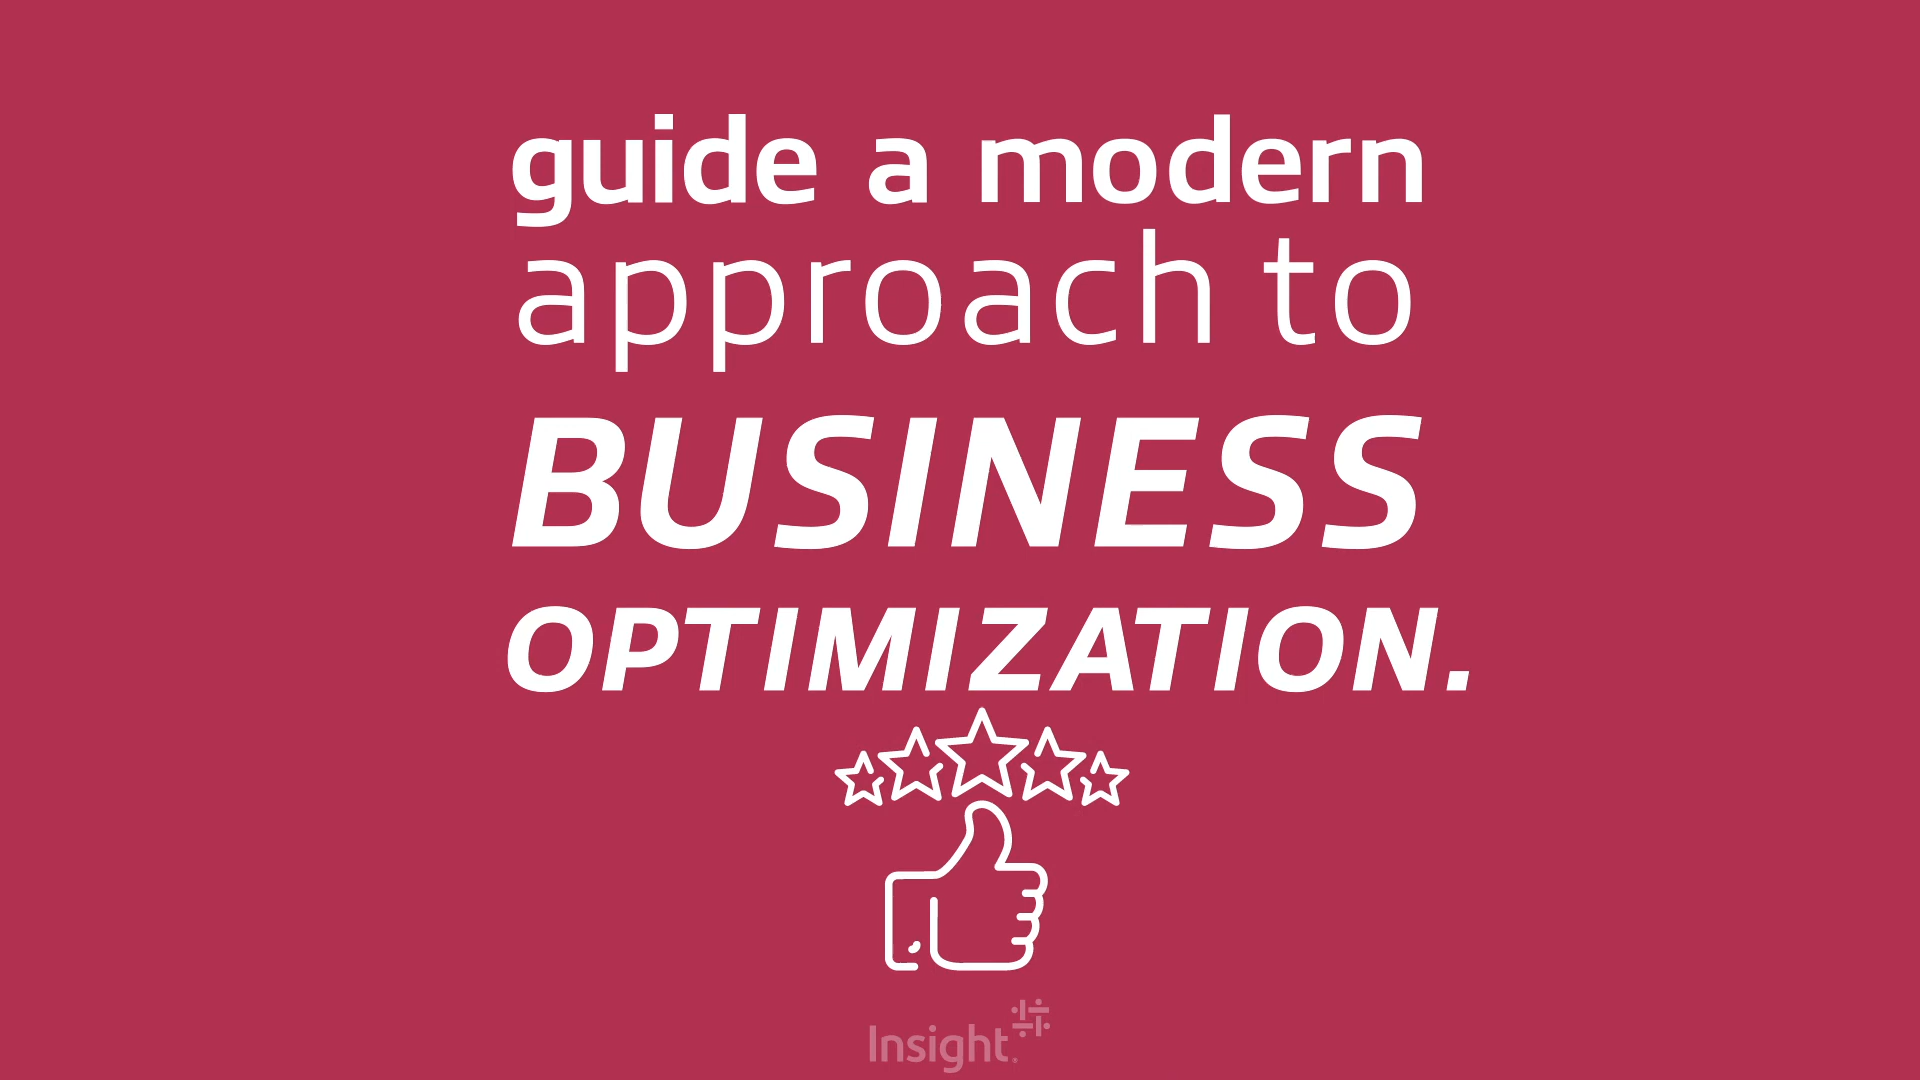 guide a modern
approach to
BUSINESS
OPTIMIZATION.
Insight